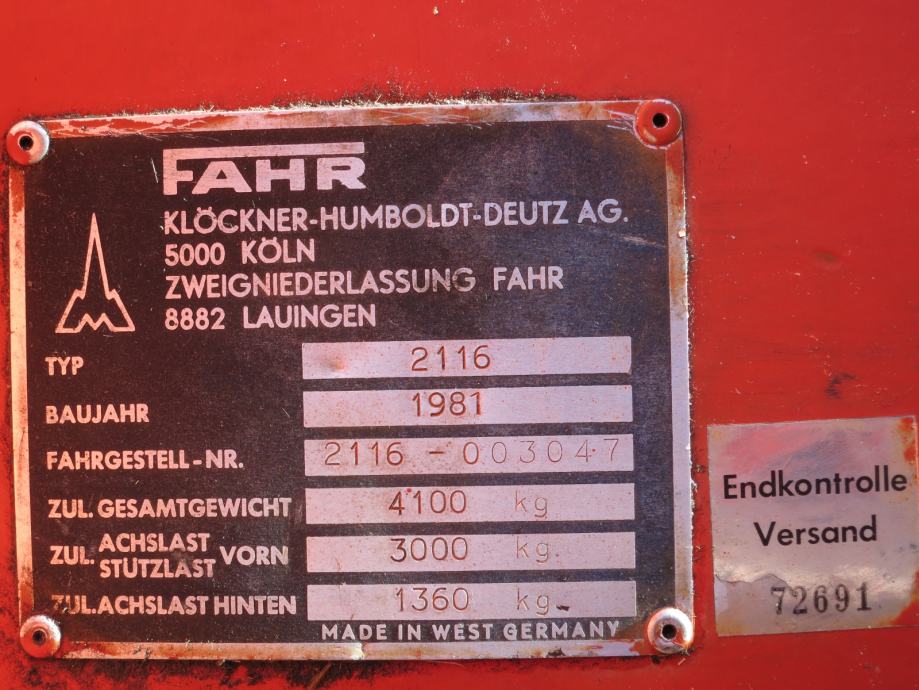 FAHR
KLÖCKNER-HUMBOLDT-DEUTZ AG.
5000 KÖLN
ZWEIGNIEDERLASSUNG FAHR
8882 LAUINGEN
TYP 2116
BAUJAHR 1981
FAHRGESTELL-NR. 2116 - 003047
ZUL. GESAMTGEWICHT 4100 kg
ZUL. ACHSLAST STÜTZLAST VORN 3000 kg.
ZUL. ACHSLAST HINTEN 1360 kg.
MADE IN WEST GERMANY
Endkontrolle
Versand
72691